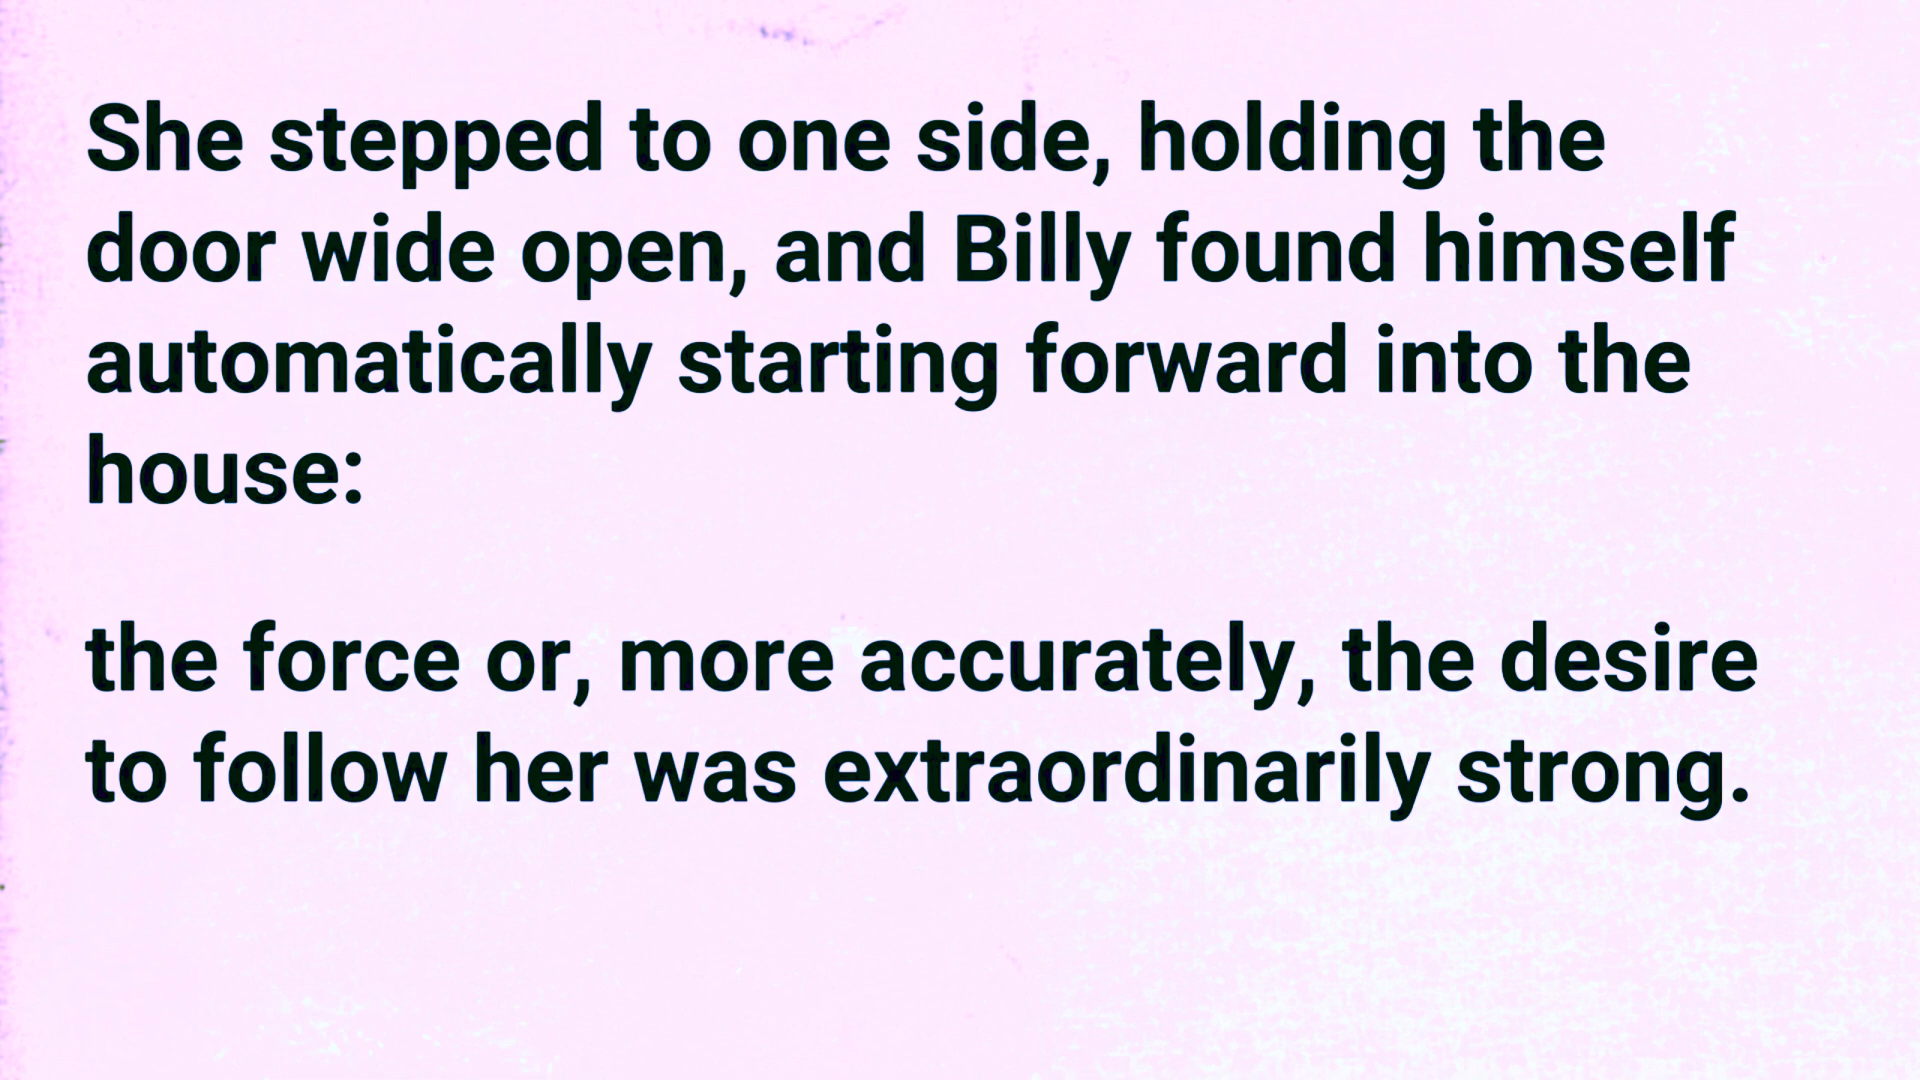 She stepped to one side, holding the
door wide open, and Billy found himself
automatically starting forward into the
house:
the force or, more accurately, the desire
to follow her was extraordinarily strong.